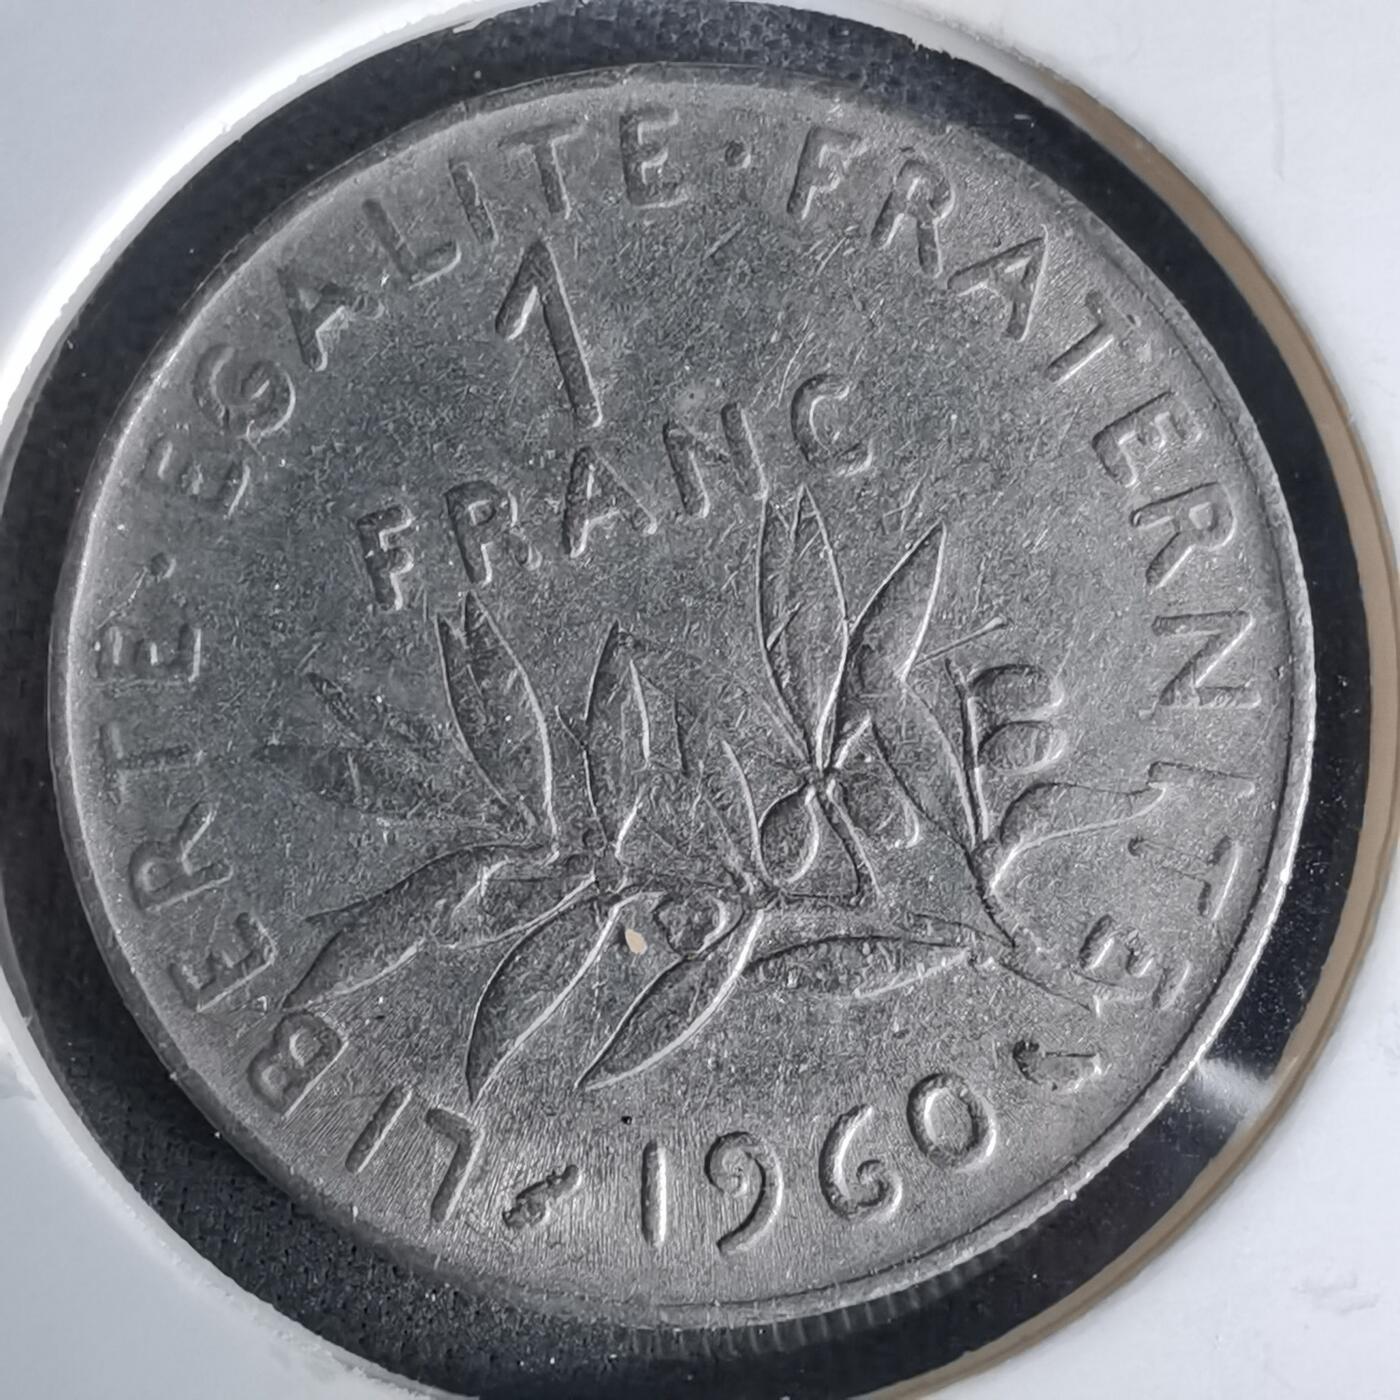 LIBERTE · EGALITE · FRATERNITE
1
FRANC
1960